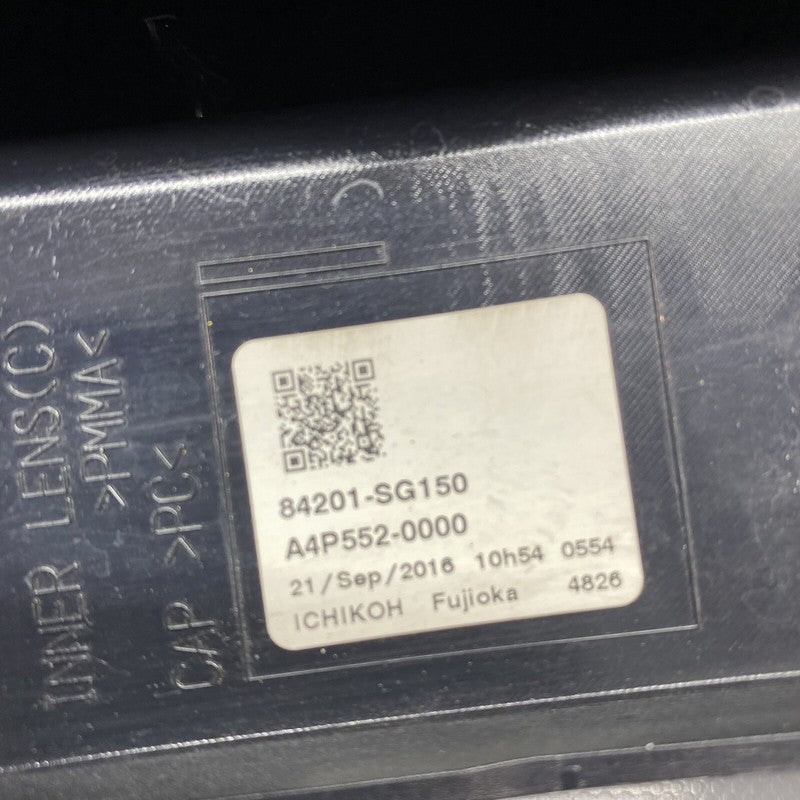 INNER LENS(C)
>PMMA<
CAP >PC<
84201-SG150
A4P552-0000
21/Sep/2016 10h54 0554
ICHIKOH Fujioka 4826